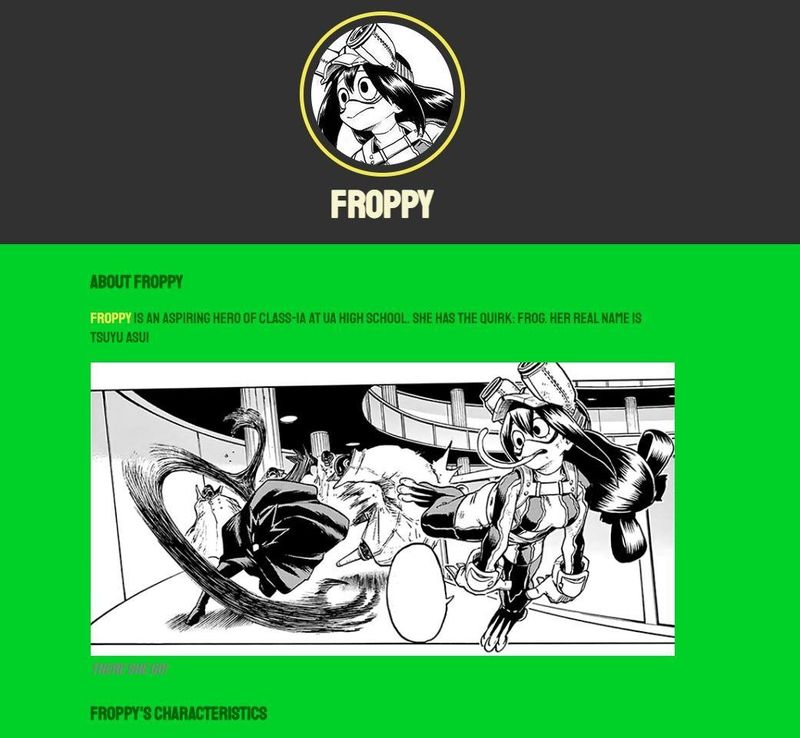 FROPPY
ABOUT FROPPY
FROPPY IS AN ASPIRING HERO OF CLASS-1A AT UA HIGH SCHOOL. SHE HAS THE QUIRK: FROG. HER REAL NAME IS
TSUYU ASUI
THERE SHE GO!
FROPPY'S CHARACTERISTICS